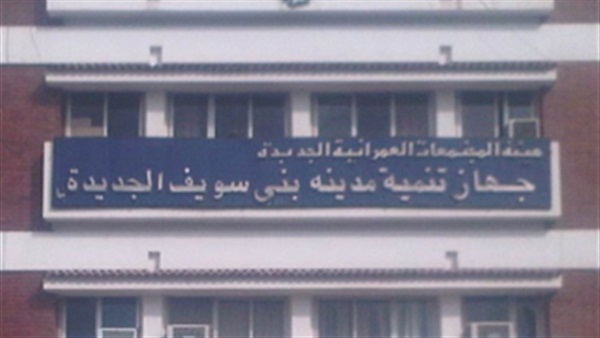 هيئة المجتمعات العمرانية الجديدة
جهاز تنمية مدينه بنى سويف الجديدة